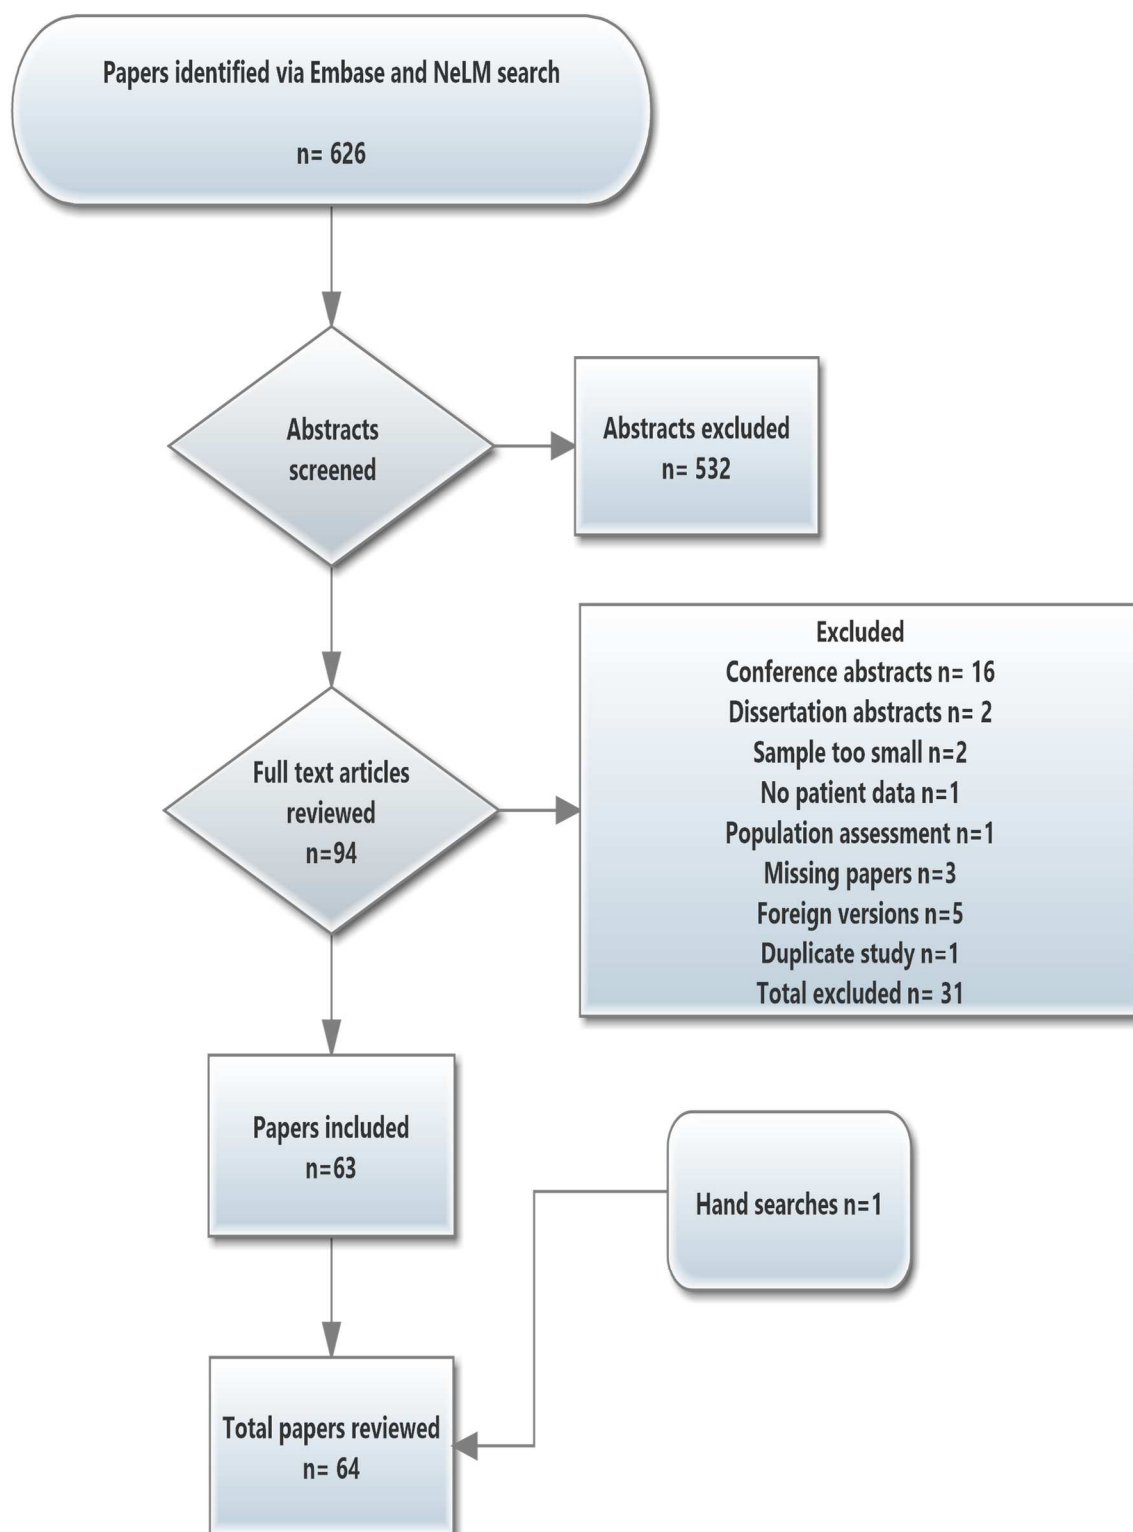 Papers identified via Embase and NeLM search
n= 626
Abstracts
screened
Abstracts excluded
n= 532
Full text articles
reviewed
n=94
Excluded
Conference abstracts n= 16
Dissertation abstracts n= 2
Sample too small n=2
No patient data n=1
Population assessment n=1
Missing papers n=3
Foreign versions n=5
Duplicate study n=1
Total excluded n= 31
Papers included
n=63
Hand searches n=1
Total papers reviewed
n= 64